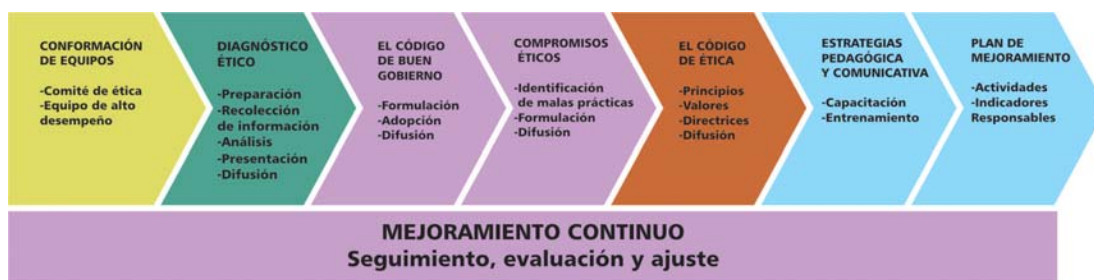 CONFORMACIÓN
DE EQUIPOS
-Comité de ética
-Equipo de alto
desempeño
DIAGNÓSTICO
ÉTICO
-Preparación
-Recolección
de información
-Análisis
-Presentación
-Difusión
EL CÓDIGO
DE BUEN
GOBIERNO
-Formulación
-Adopción
-Difusión
COMPROMISOS
ÉTICOS
-Identificación
de malas prácticas
-Formulación
-Difusión
EL CÓDIGO
DE ÉTICA
-Principios
-Valores
-Directrices
-Difusión
ESTRATEGIAS
PEDAGÓGICA
Y COMUNICATIVA
-Capacitación
-Entrenamiento
PLAN DE
MEJORAMIENTO
-Actividades
-Indicadores
Responsables
MEJORAMIENTO CONTINUO
Seguimiento, evaluación y ajuste